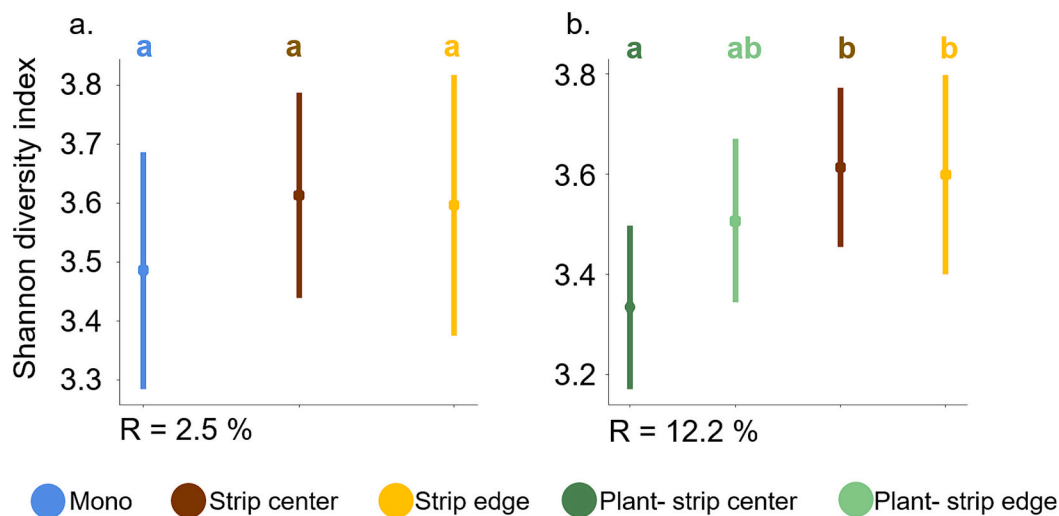 a.
a a a
Shannon diversity index
3.8
3.7
3.6
3.5
3.4
3.3
R = 2.5 %
b.
a ab b b
3.8
3.6
3.4
3.2
R = 12.2 %
Mono Strip center Strip edge Plant- strip center Plant- strip edge